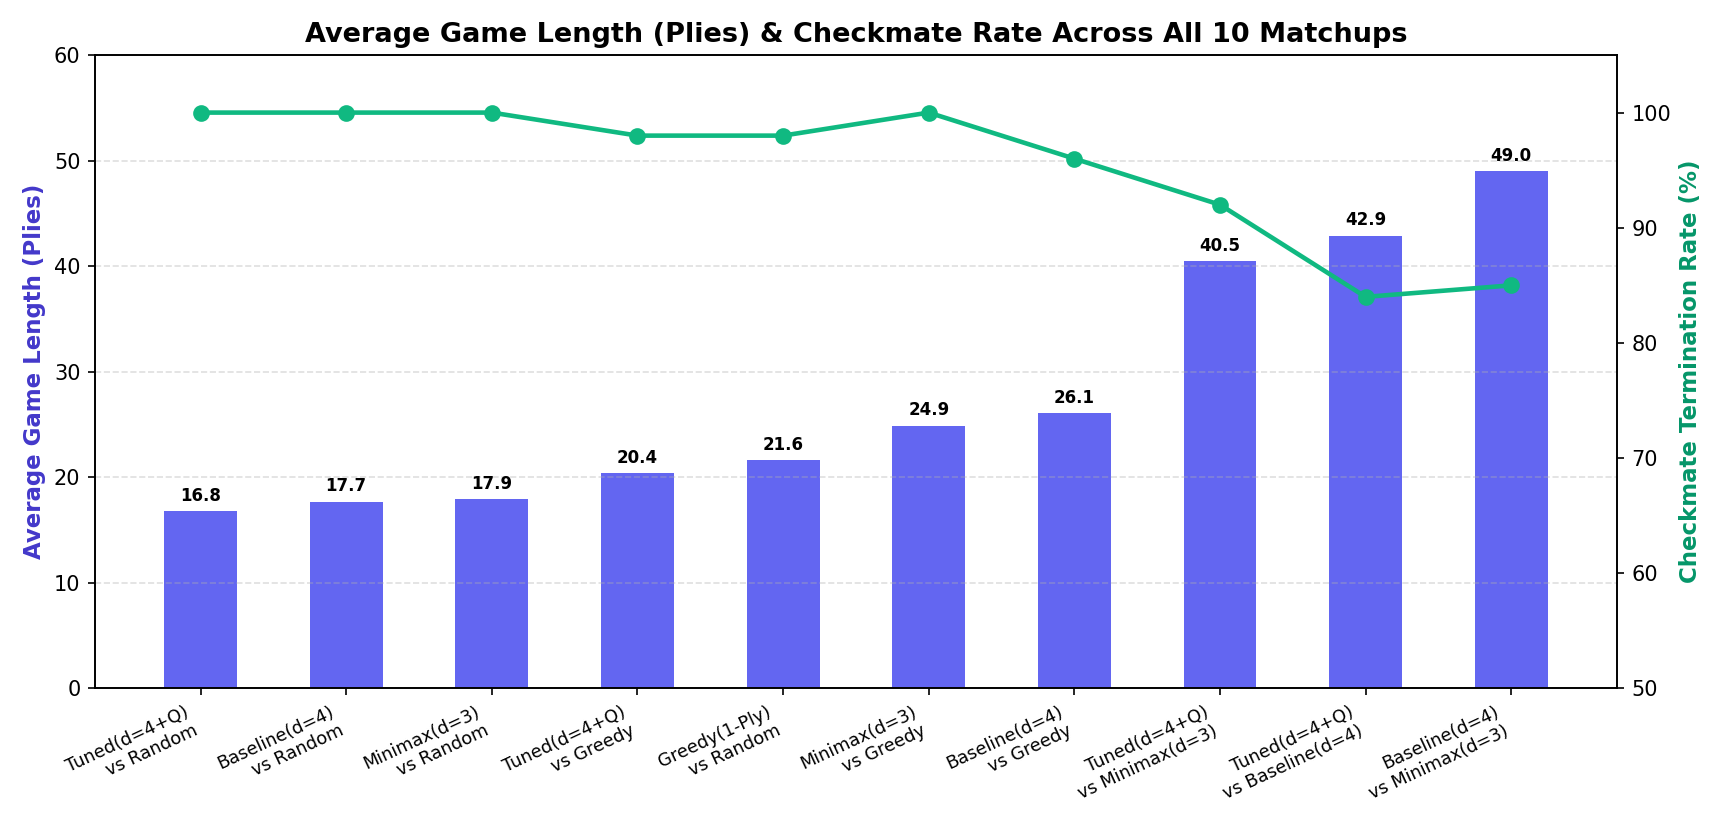 Average Game Length (Plies) & Checkmate Rate Across All 10 Matchups
Average Game Length (Plies)
60
50
40
30
20
10
0
16.8
17.7
17.9
20.4
21.6
24.9
26.1
40.5
42.9
49.0
100
90
80
70
60
50
Checkmate Termination Rate (%)
Tuned(d=4+Q)
vs Random
Baseline(d=4)
vs Random
Minimax(d=3)
vs Random
Tuned(d=4+Q)
vs Greedy
Greedy(1-Ply)
vs Random
Minimax(d=3)
vs Greedy
Baseline(d=4)
vs Greedy
Tuned(d=4+Q)
vs Minimax(d=3)
Tuned(d=4+Q)
vs Baseline(d=4)
Baseline(d=4)
vs Minimax(d=3)